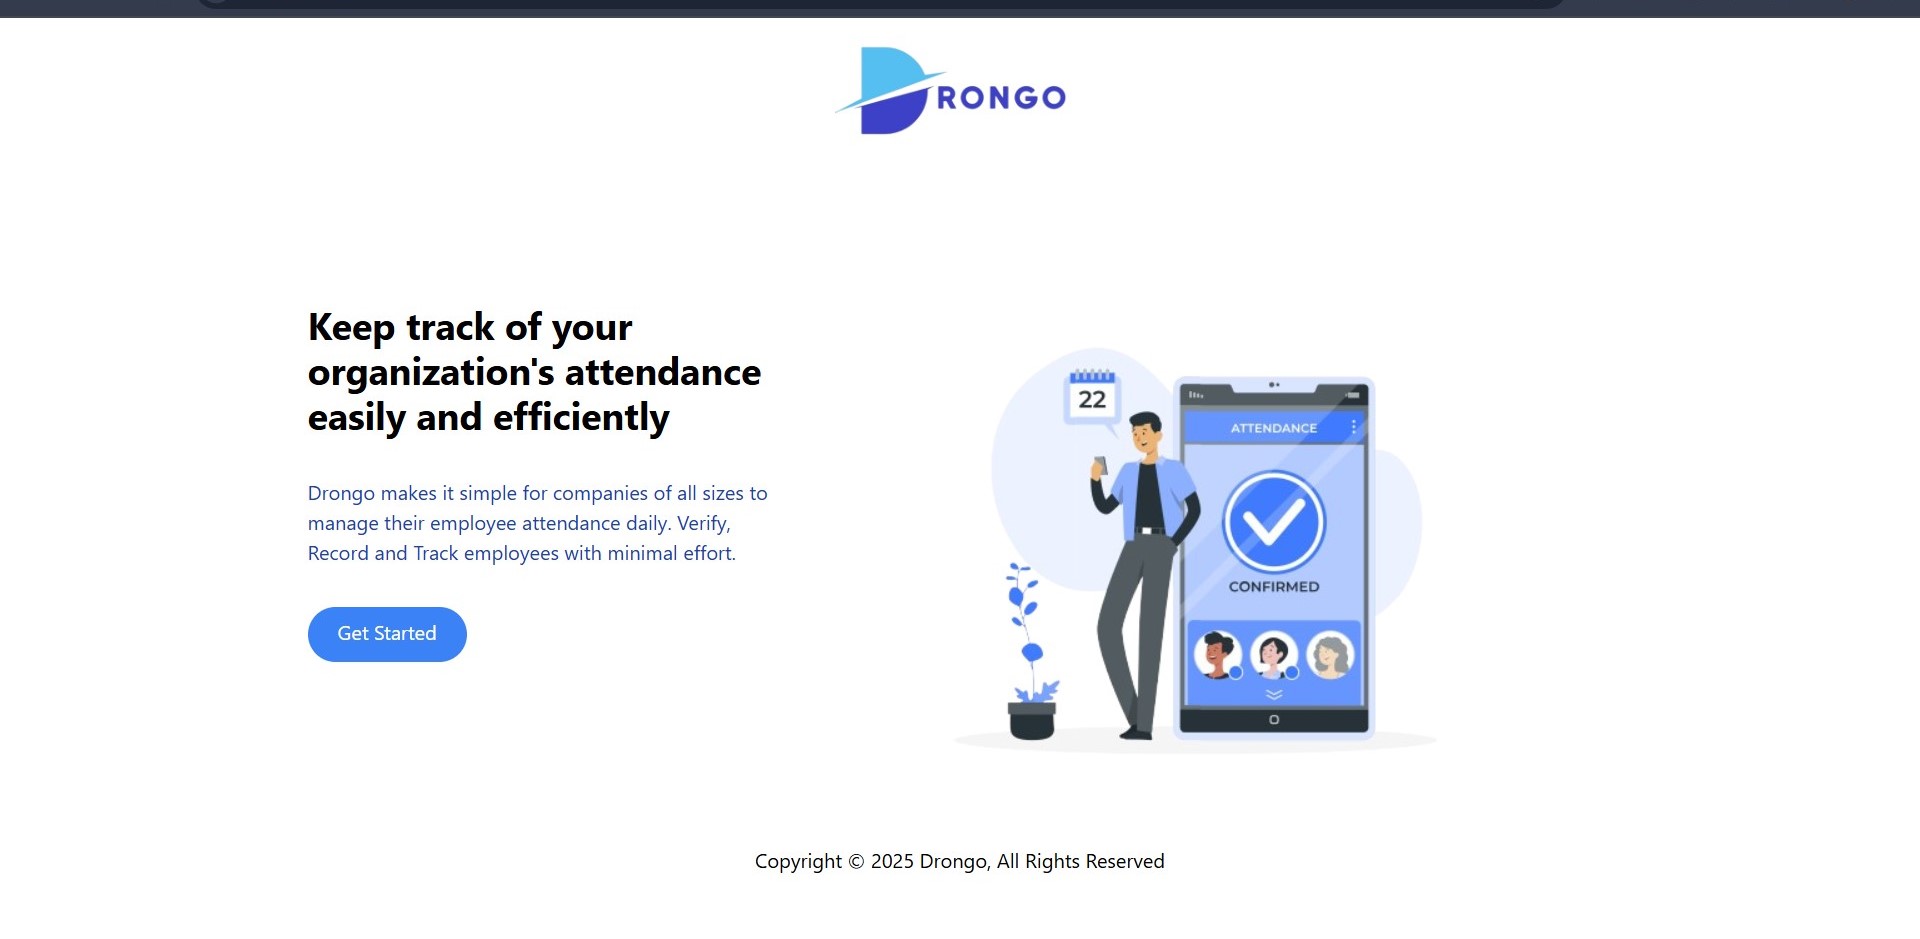 DRONGO
Keep track of your
organization's attendance
easily and efficiently
Drongo makes it simple for companies of all sizes to
manage their employee attendance daily. Verify,
Record and Track employees with minimal effort.
Get Started
22
ATTENDANCE
CONFIRMED
Copyright © 2025 Drongo, All Rights Reserved